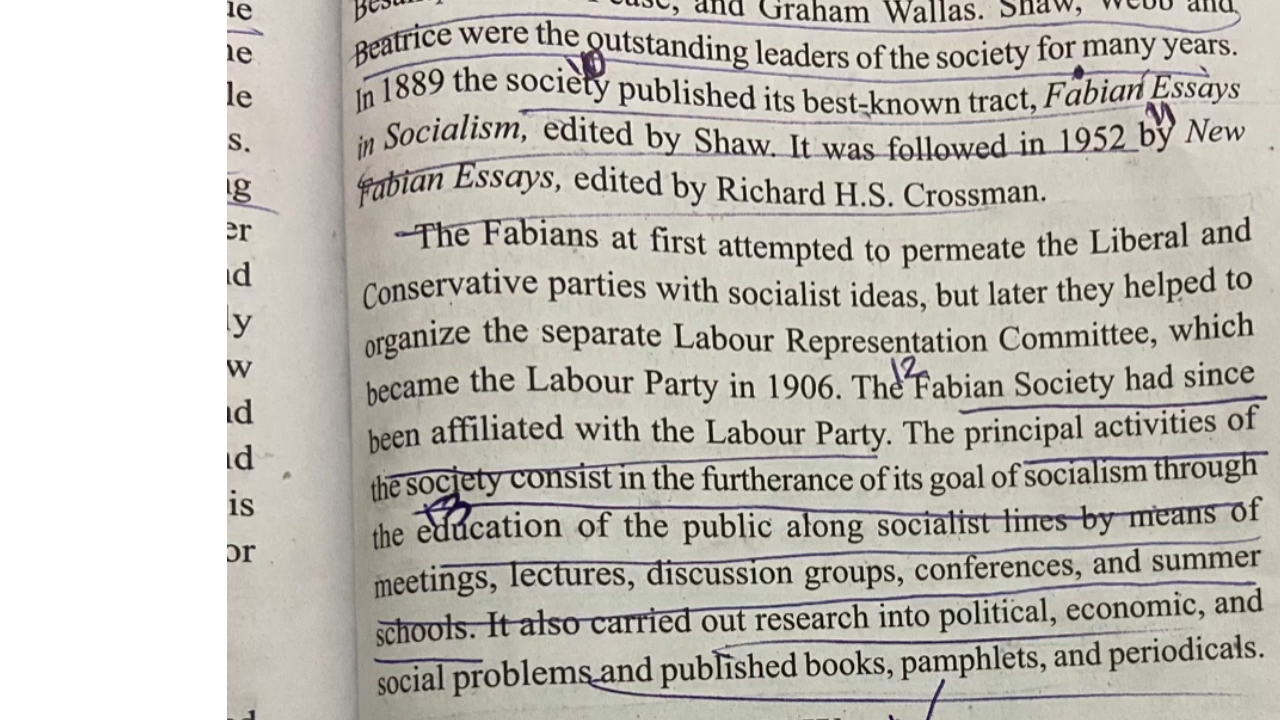 and Graham Wallas. Shaw, Webb and
Beatrice were the outstanding leaders of the society for many years.
In 1889 the society published its best-known tract, Fabian Essays
in Socialism, edited by Shaw. It was followed in 1952 by New
Fabian Essays, edited by Richard H.S. Crossman.
The Fabians at first attempted to permeate the Liberal and
Conservative parties with socialist ideas, but later they helped to
organize the separate Labour Representation Committee, which
12
became the Labour Party in 1906. The Fabian Society had since
been affiliated with the Labour Party. The principal activities of
the society consist in the furtherance of its goal of socialism through
the education of the public along socialist lines by means of
meetings, lectures, discussion groups, conferences, and summer
schools. It also carried out research into political, economic, and
social problems and published books, pamphlets, and periodicals.